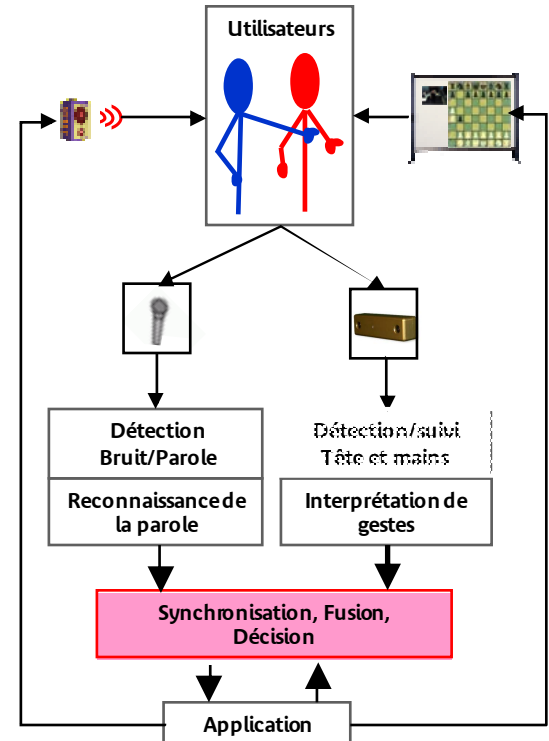 Utilisateurs
Détection
Bruit/Parole
Reconnaissance de
la parole
Détection/suivi
Tête et mains
Interprétation de
gestes
Synchronisation, Fusion,
Décision
Application